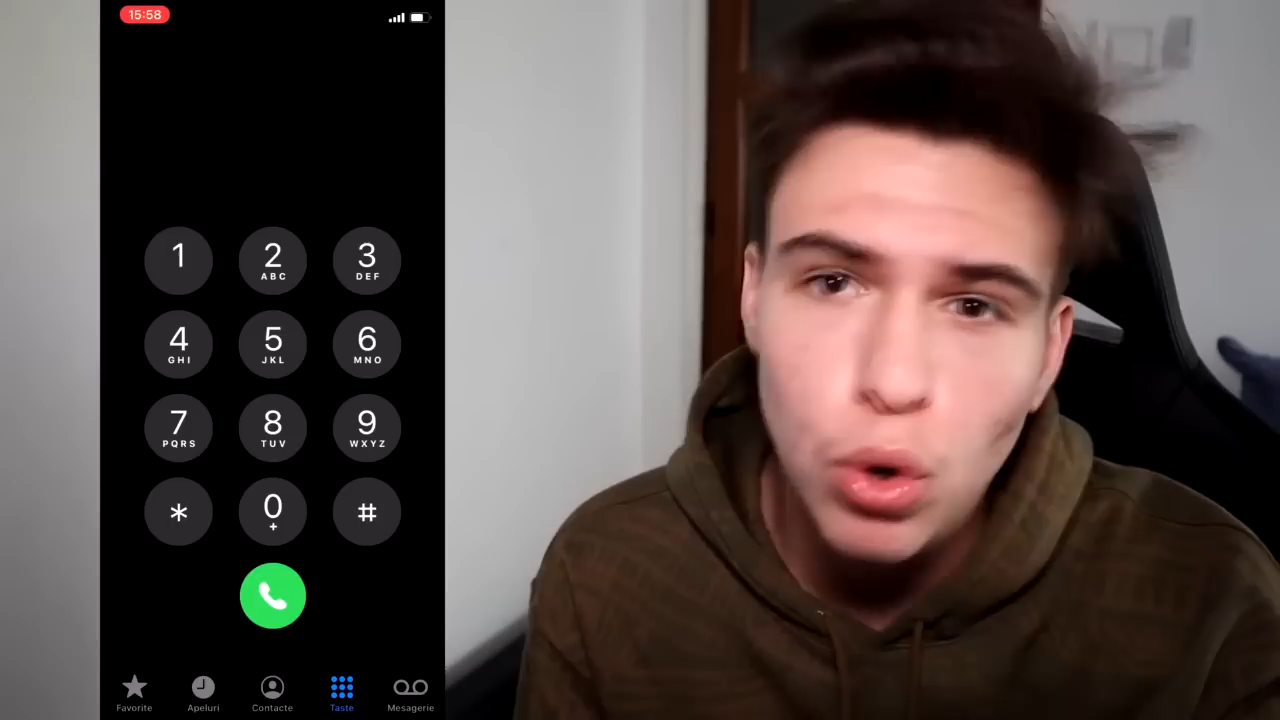 15:58
1 2 3
ABC DEF
4 5 6
GHI JKL MNO
7 8 9
PQRS TUV WXYZ
* 0 #
+
Favorite Apeluri Contacte Taste Mesagerie